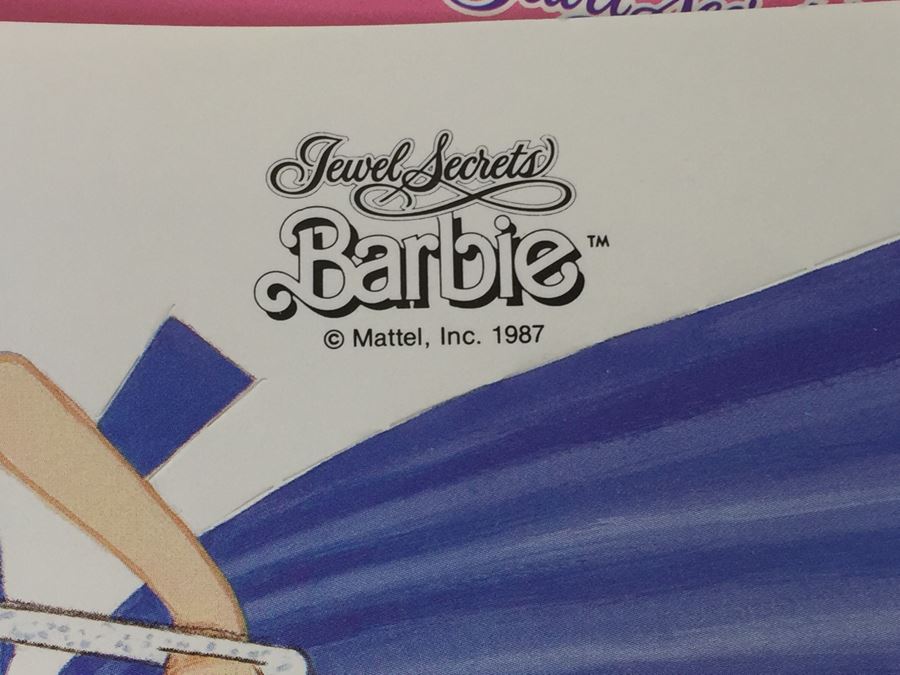 Jewel Secrets
Barbie™
© Mattel, Inc. 1987